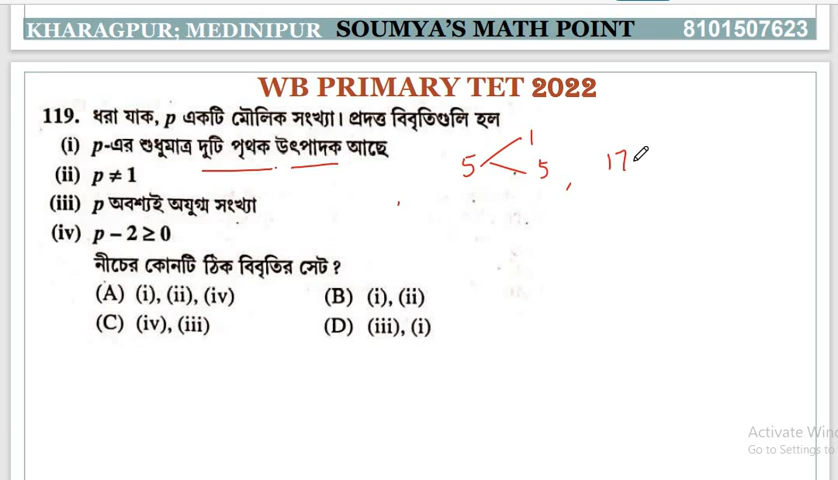 KHARAGPUR; MEDINIPUR SOUMYA'S MATH POINT 8101507623
WB PRIMARY TET 2022
119. ধরা যাক, p একটি মৌলিক সংখ্যা। প্রদত্ত বিবৃতিগুলি হল
(i) p-এর শুধুমাত্র দুটি পৃথক উৎপাদক আছে
5 1 5 , 17
(ii) p ≠ 1
(iii) p অবশ্যই অযুগ্ম সংখ্যা
(iv) p – 2 ≥ 0
নীচের কোনটি ঠিক বিবৃতির সেট ?
(A) (i), (ii), (iv) (B) (i), (ii)
(C) (iv), (iii) (D) (iii), (i)
Activate Win
Go to Settings to